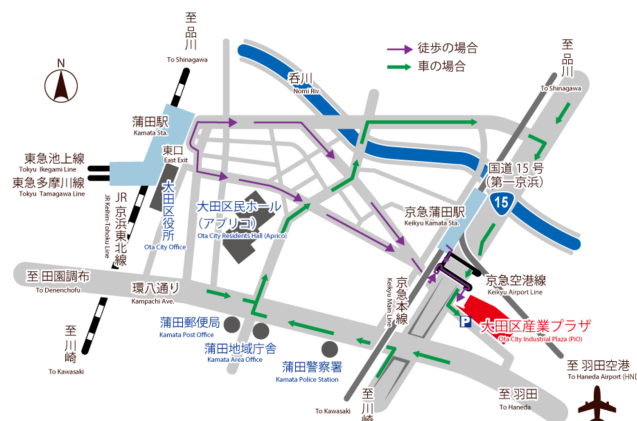 至品川
To Shinagawa
N
徒歩の場合
車の場合
至品川
To Shinagawa
呑川
Nomi Riv.
蒲田駅
Kamata Sta.
東口
East Exit
東急池上線
Tokyu Ikegami Line
東急多摩川線
Tokyu Tamagawa Line
国道15号
(第一京浜)
15
大田区役所
Ota City Office
大田区民ホール
(アプリコ)
Ota City Residents Hall (Aprico)
京急蒲田駅
Keikyu Kamata Sta.
JR京浜東北線
JR Keihin Tohoku Line
至田園調布
To Denenchofu
環八通り
Kampachi Ave.
京急本線
Keikyu Main Line
京急空港線
Keikyu Airport Line
蒲田郵便局
Kamata Post Office
P
大田区産業プラザ
Ota City Industrial Plaza (PiO)
蒲田地域庁舎
Kamata Area Office
至川崎
To Kawasaki
蒲田警察署
Kamata Police Station
至羽田空港
To Haneda Airport (HND)
至川崎
To Kawasaki
至羽田
To Haneda